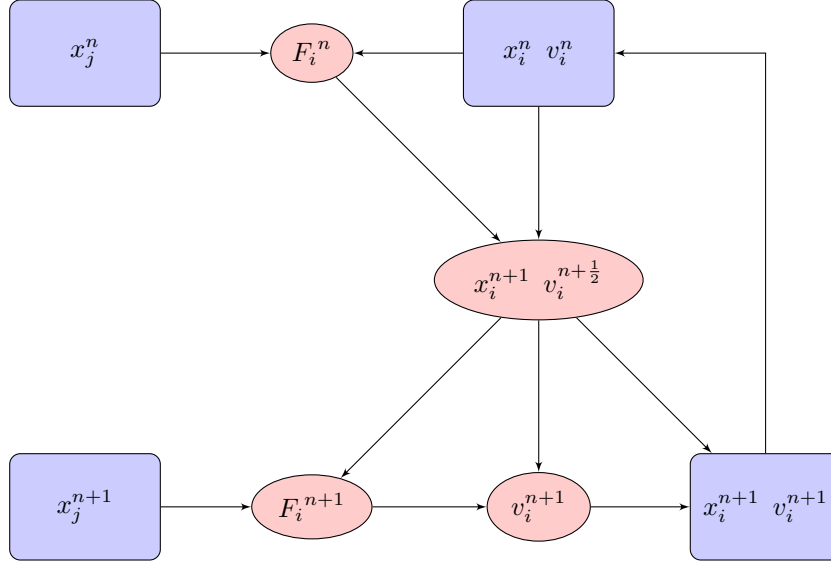 x_j^n
F_i^n
x_i^n v_i^n
x_i^{n+1} v_i^{n+\frac{1}{2}}
x_j^{n+1}
F_i^{n+1}
v_i^{n+1}
x_i^{n+1} v_i^{n+1}